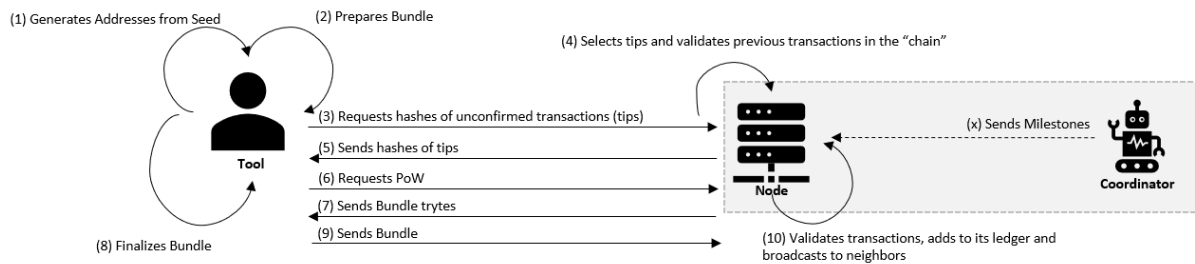 (1) Generates Addresses from Seed
(2) Prepares Bundle
(4) Selects tips and validates previous transactions in the “chain”
(3) Requests hashes of unconfirmed transactions (tips)
(x) Sends Milestones
(5) Sends hashes of tips
Tool
(6) Requests PoW
Node
Coordinator
(7) Sends Bundle trytes
(8) Finalizes Bundle
(9) Sends Bundle
(10) Validates transactions, adds to its ledger and
broadcasts to neighbors